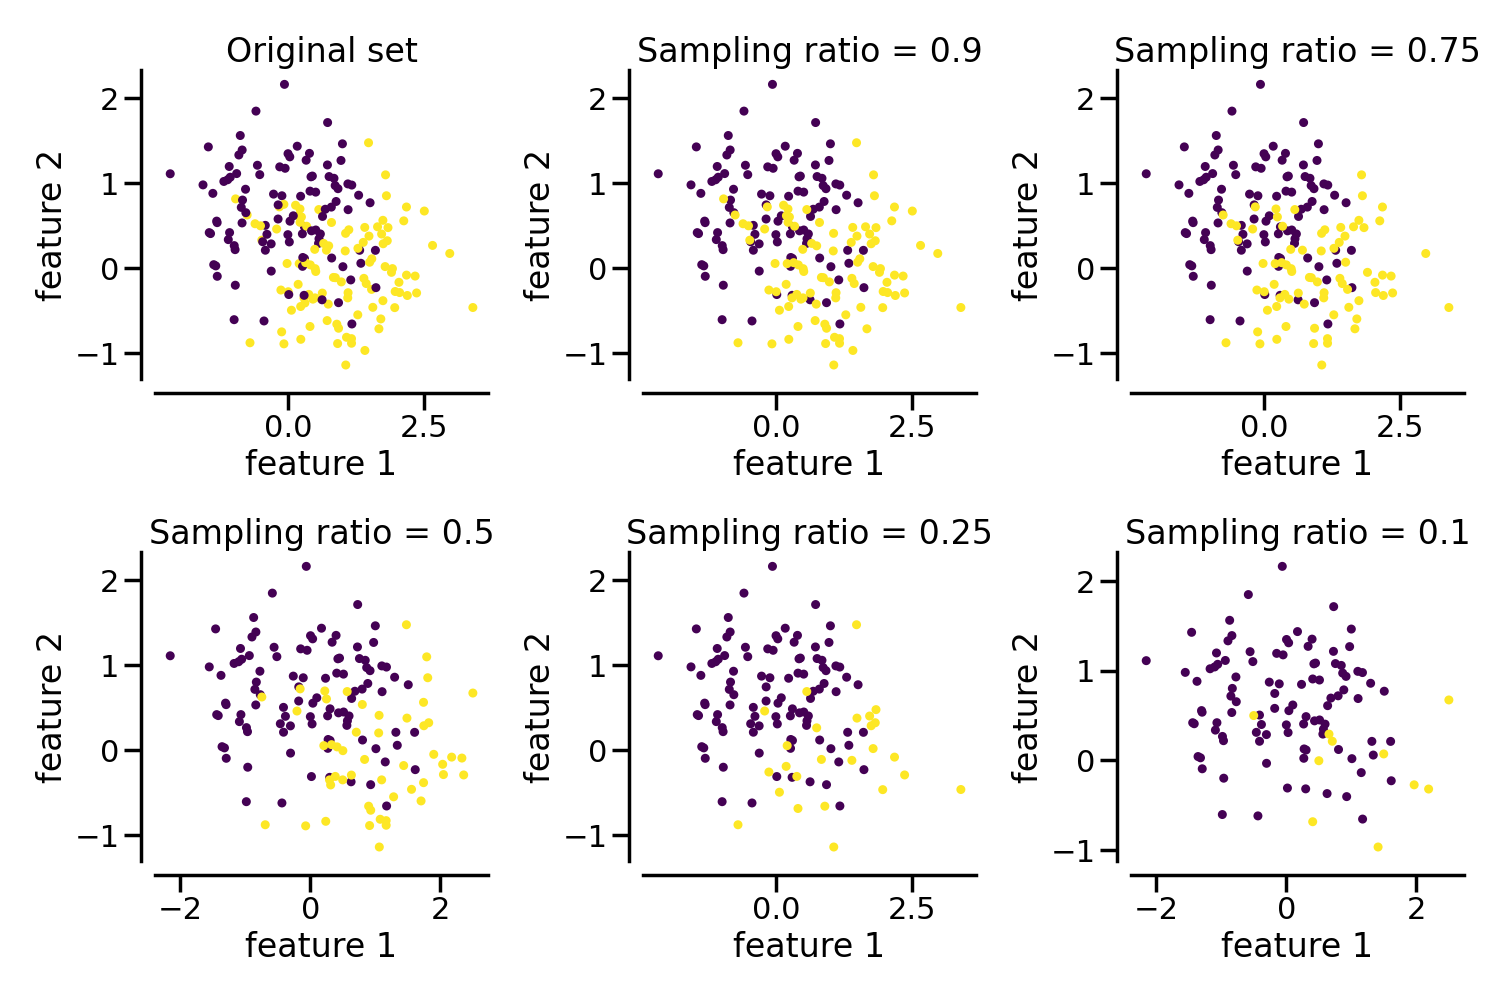 Original set
2
1
0
−1
feature 2
0.0 2.5
feature 1
Sampling ratio = 0.9
2
1
0
−1
feature 2
0.0 2.5
feature 1
Sampling ratio = 0.75
2
1
0
−1
feature 2
0.0 2.5
feature 1
Sampling ratio = 0.5
2
1
0
−1
feature 2
−2 0 2
feature 1
Sampling ratio = 0.25
2
1
0
−1
feature 2
0.0 2.5
feature 1
Sampling ratio = 0.1
2
1
0
−1
feature 2
−2 0 2
feature 1